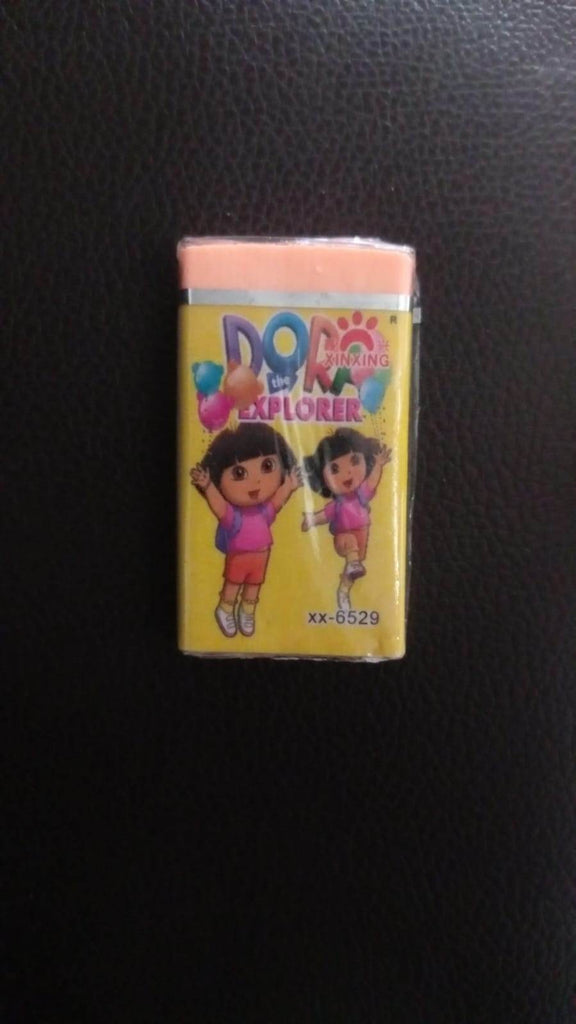 DORA
the
EXPLORER
XINXING
R
xx-6529